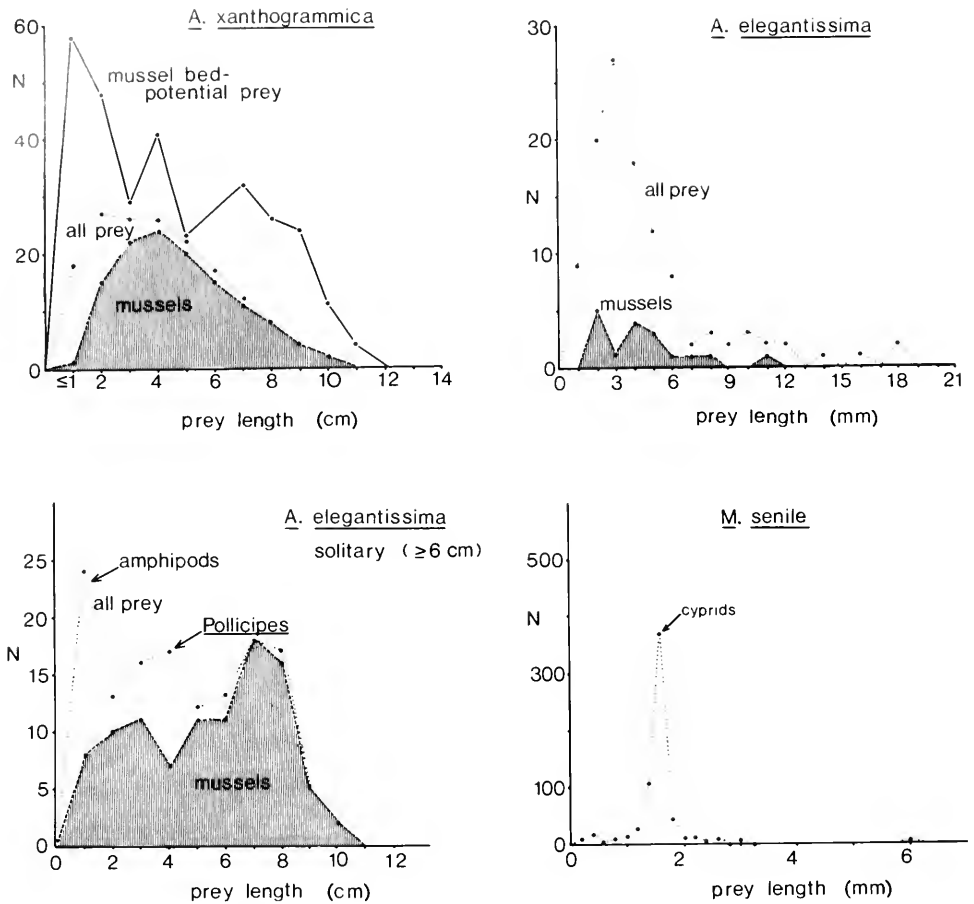 A. xanthogrammica
60
N
40
20
0
mussel bed-
potential prey
all prey
mussels
≤1 2 4 6 8 10 12 14
prey length (cm)
A. elegantissima
30
20
N
10
0
all prey
mussels
0 3 6 9 12 15 18 21
prey length (mm)
A. elegantissima
solitary (≥6 cm)
25
20
N
15
10
5
0
amphipods
all prey
Pollicipes
mussels
0 2 4 6 8 10 12
prey length (cm)
M. senile
500
N
300
100
0
cyprids
0 2 4 6
prey length (mm)